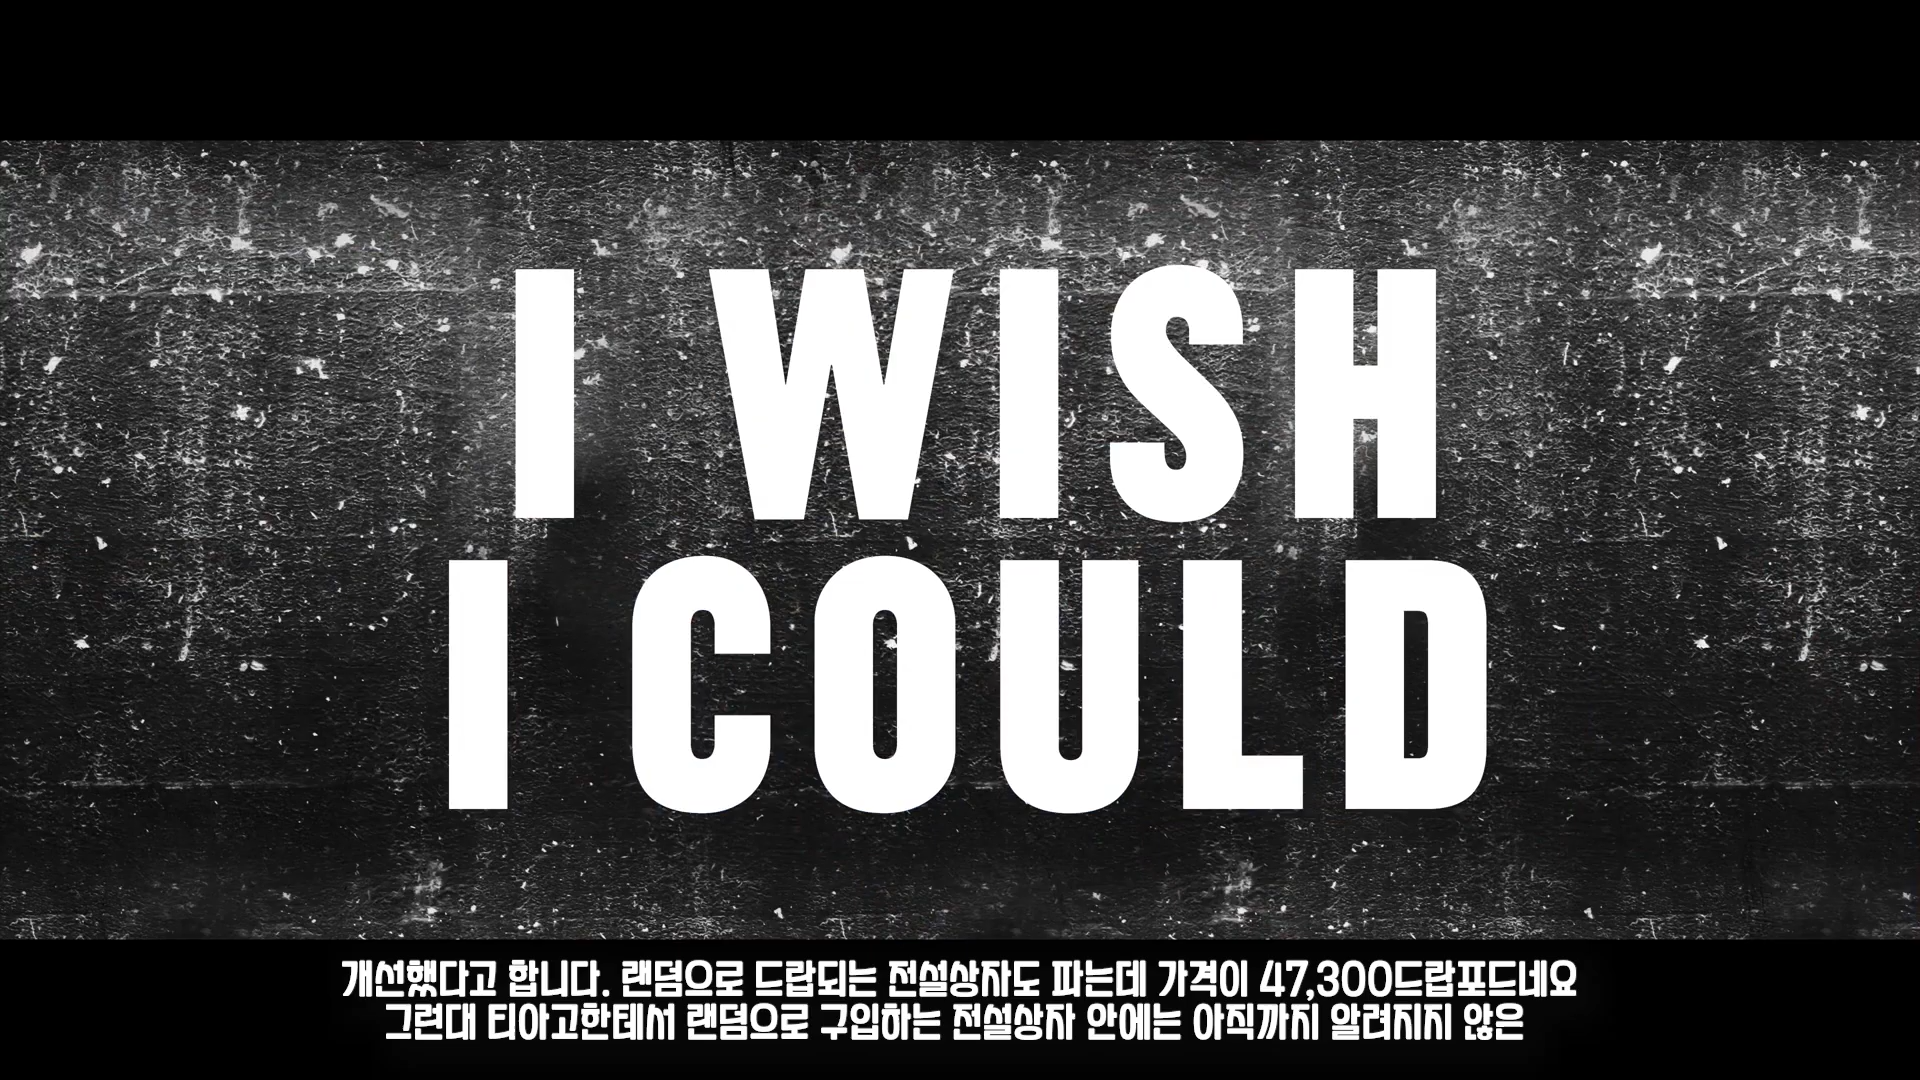 I WISH
I COULD
개선했다고 합니다. 랜덤으로 드랍되는 전설상자도 파는데 가격이 47,300드랍포드네요
그런대 티아고한테서 랜덤으로 구입하는 전설상자 안에는 아직까지 알려지지 않은